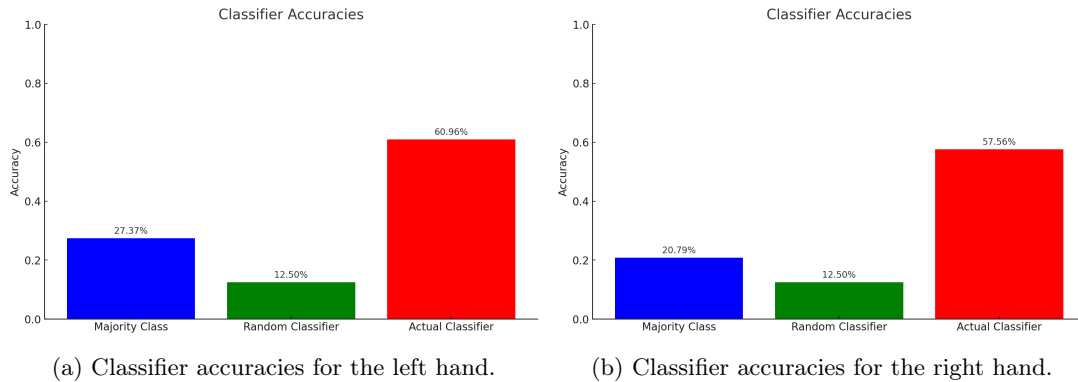 Classifier Accuracies
1.0
0.8
0.6
0.4
0.2
0.0
Accuracy
27.37%
12.50%
60.96%
Majority Class
Random Classifier
Actual Classifier
(a) Classifier accuracies for the left hand.
Classifier Accuracies
1.0
0.8
0.6
0.4
0.2
0.0
Accuracy
20.79%
12.50%
57.56%
Majority Class
Random Classifier
Actual Classifier
(b) Classifier accuracies for the right hand.